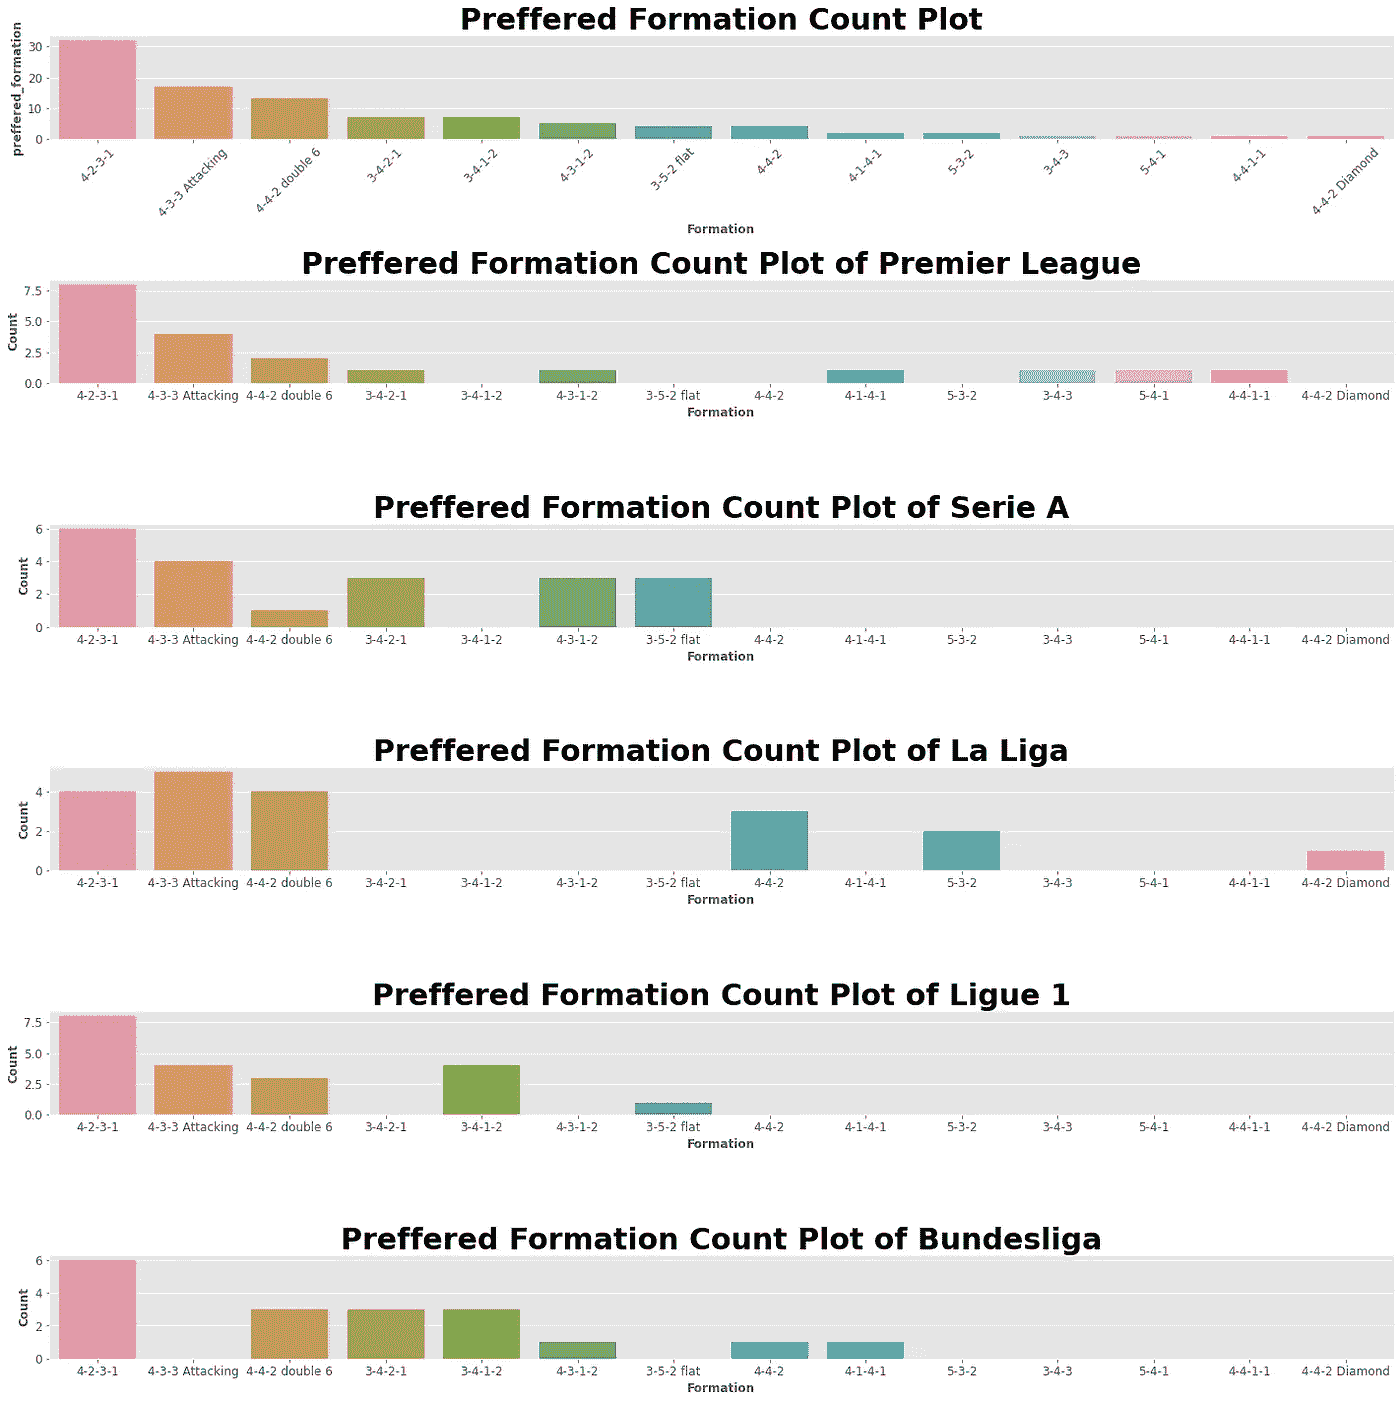 Preffered Formation Count Plot
preffered_formation
30
20
10
0
4-2-3-1 4-3-3 Attacking 4-4-2 double 6 3-4-2-1 3-4-1-2 4-3-1-2 3-5-2 flat 4-4-2 4-1-4-1 5-3-2 3-4-3 5-4-1 4-4-1-1 4-4-2 Diamond
Formation
Preffered Formation Count Plot of Premier League
Count
7.5
5.0
2.5
0.0
4-2-3-1 4-3-3 Attacking 4-4-2 double 6 3-4-2-1 3-4-1-2 4-3-1-2 3-5-2 flat 4-4-2 4-1-4-1 5-3-2 3-4-3 5-4-1 4-4-1-1 4-4-2 Diamond
Formation
Preffered Formation Count Plot of Serie A
Count
6
4
2
0
4-2-3-1 4-3-3 Attacking 4-4-2 double 6 3-4-2-1 3-4-1-2 4-3-1-2 3-5-2 flat 4-4-2 4-1-4-1 5-3-2 3-4-3 5-4-1 4-4-1-1 4-4-2 Diamond
Formation
Preffered Formation Count Plot of La Liga
Count
4
2
0
4-2-3-1 4-3-3 Attacking 4-4-2 double 6 3-4-2-1 3-4-1-2 4-3-1-2 3-5-2 flat 4-4-2 4-1-4-1 5-3-2 3-4-3 5-4-1 4-4-1-1 4-4-2 Diamond
Formation
Preffered Formation Count Plot of Ligue 1
Count
7.5
5.0
2.5
0.0
4-2-3-1 4-3-3 Attacking 4-4-2 double 6 3-4-2-1 3-4-1-2 4-3-1-2 3-5-2 flat 4-4-2 4-1-4-1 5-3-2 3-4-3 5-4-1 4-4-1-1 4-4-2 Diamond
Formation
Preffered Formation Count Plot of Bundesliga
Count
6
4
2
0
4-2-3-1 4-3-3 Attacking 4-4-2 double 6 3-4-2-1 3-4-1-2 4-3-1-2 3-5-2 flat 4-4-2 4-1-4-1 5-3-2 3-4-3 5-4-1 4-4-1-1 4-4-2 Diamond
Formation